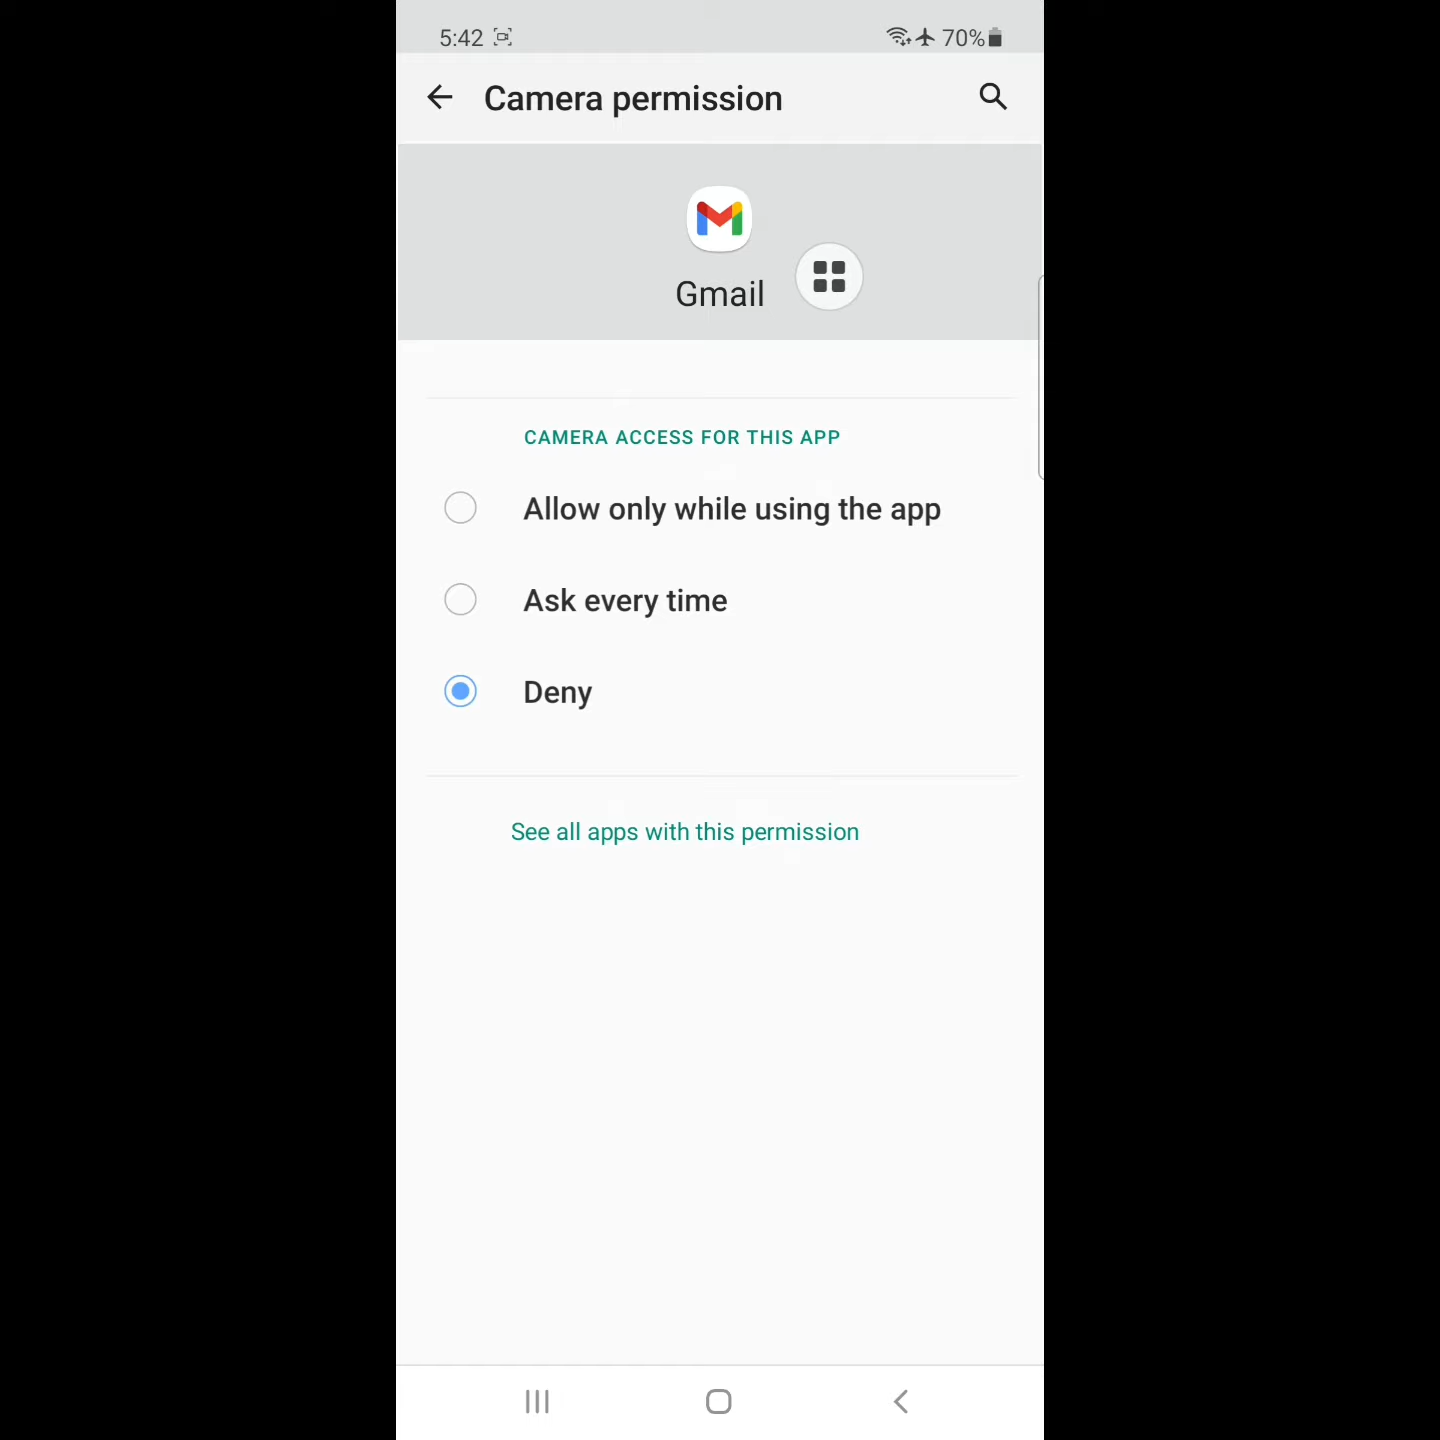 5:42 70%
Camera permission
Gmail
CAMERA ACCESS FOR THIS APP
Allow only while using the app
Ask every time
Deny
See all apps with this permission